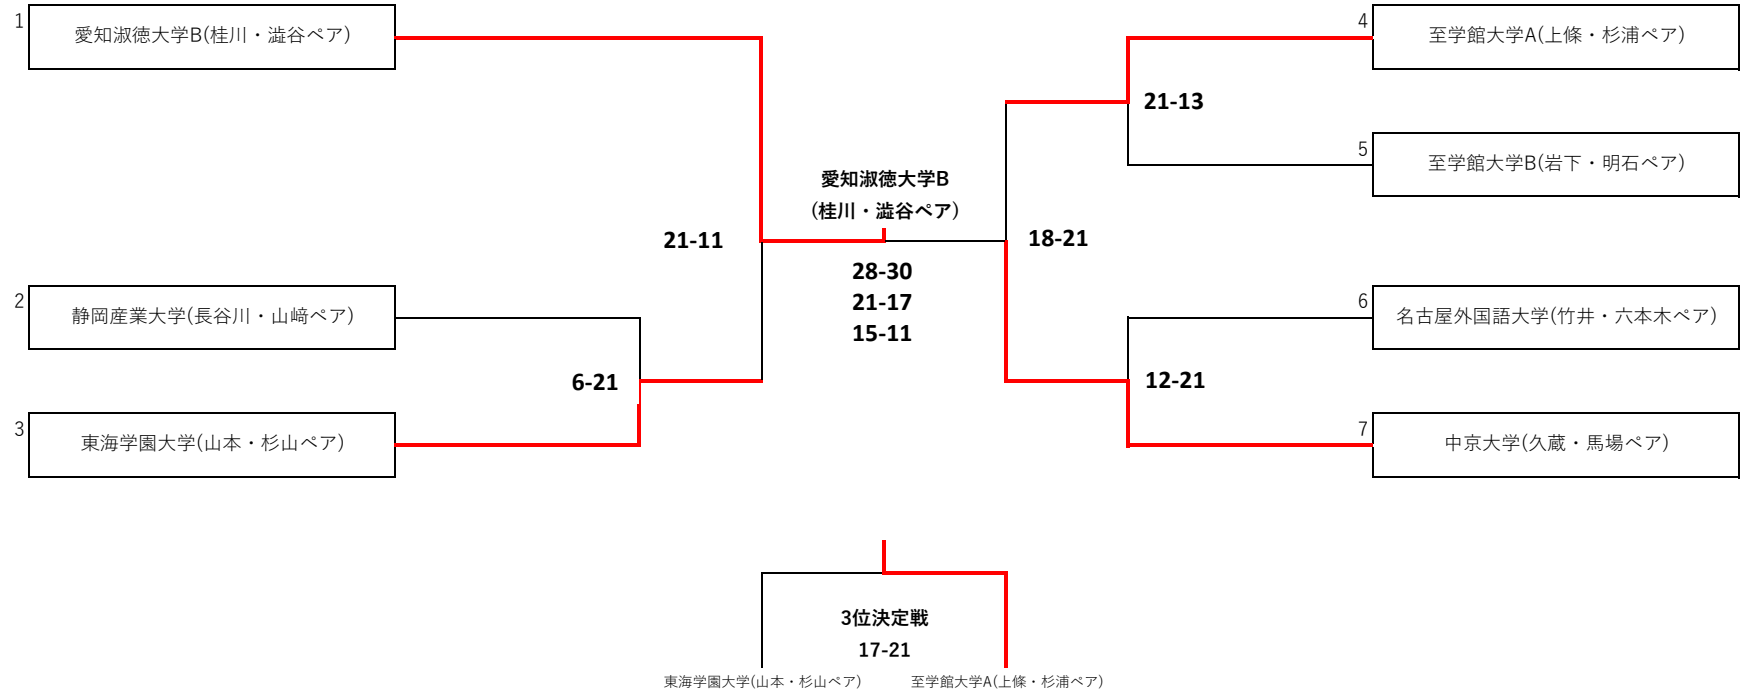 1
愛知淑徳大学B(桂川・澁谷ペア)
4
至学館大学A(上條・杉浦ペア)
21-13
5
至学館大学B(岩下・明石ペア)
愛知淑徳大学B
(桂川・澁谷ペア)
21-11
18-21
28-30
21-17
15-11
2
静岡産業大学(長谷川・山﨑ペア)
6
名古屋外国語大学(竹井・六本木ペア)
6-21
12-21
3
東海学園大学(山本・杉山ペア)
7
中京大学(久蔵・馬場ペア)
3位決定戦
17-21
東海学園大学(山本・杉山ペア)
至学館大学A(上條・杉浦ペア)